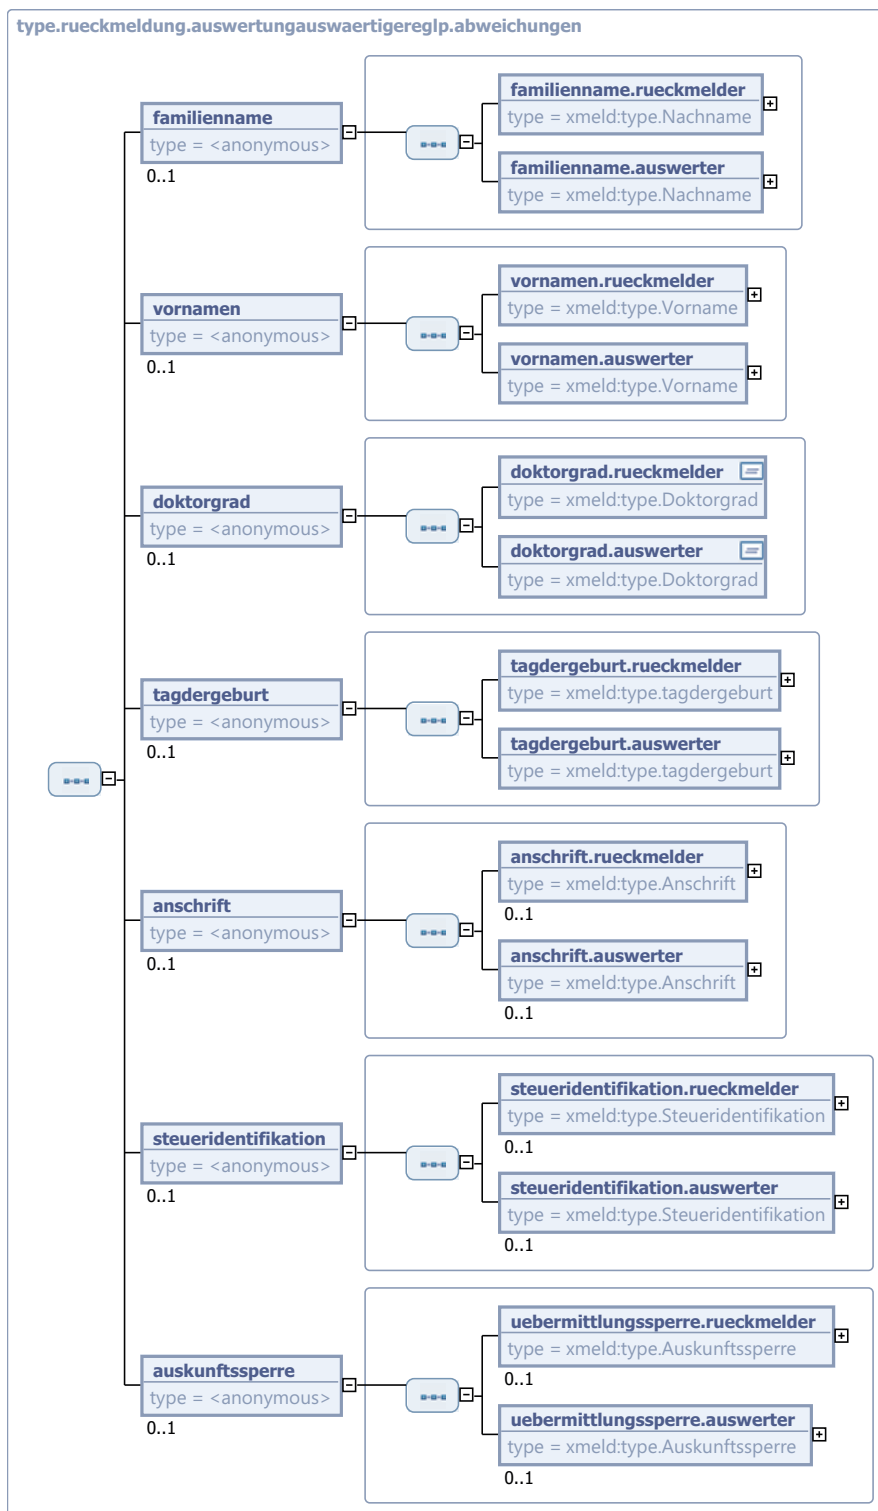 type.rueckmeldung.auswertungauswaertigereglp.abweichungen
familienname
type = <anonymous>
0..1
familienname.rueckmelder
type = xmeld:type.Nachname
familienname.auswerter
type = xmeld:type.Nachname
vornamen
type = <anonymous>
0..1
vornamen.rueckmelder
type = xmeld:type.Vorname
vornamen.auswerter
type = xmeld:type.Vorname
doktorgrad
type = <anonymous>
0..1
doktorgrad.rueckmelder
type = xmeld:type.Doktorgrad
doktorgrad.auswerter
type = xmeld:type.Doktorgrad
tagdergeburt
type = <anonymous>
0..1
tagdergeburt.rueckmelder
type = xmeld:type.tagdergeburt
tagdergeburt.auswerter
type = xmeld:type.tagdergeburt
anschrift
type = <anonymous>
0..1
anschrift.rueckmelder
type = xmeld:type.Anschrift
0..1
anschrift.auswerter
type = xmeld:type.Anschrift
0..1
steueridentifikation
type = <anonymous>
0..1
steueridentifikation.rueckmelder
type = xmeld:type.Steueridentifikation
0..1
steueridentifikation.auswerter
type = xmeld:type.Steueridentifikation
0..1
auskunftssperre
type = <anonymous>
0..1
uebermittlungssperre.rueckmelder
type = xmeld:type.Auskunftssperre
0..1
uebermittlungssperre.auswerter
type = xmeld:type.Auskunftssperre
0..1